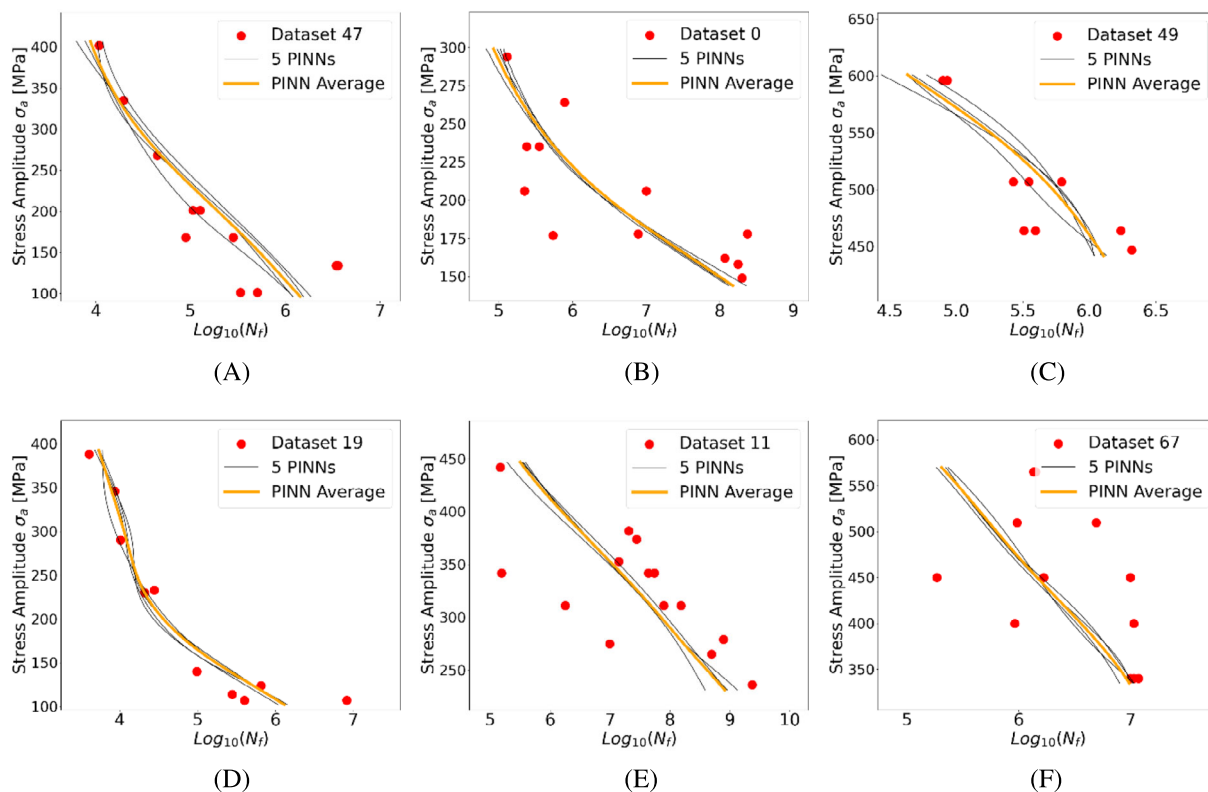 Stress Amplitude σa [MPa]
400
350
300
250
200
150
100
Dataset 47
5 PINNs
PINN Average
4 5 6 7
Log10(Nf)
(A)
Stress Amplitude σa [MPa]
300
250
200
175
150
Dataset 0
5 PINNs
PINN Average
5 6 7 8 9
Log10(Nf)
(B)
Stress Amplitude σa [MPa]
650
600
550
500
450
Dataset 49
5 PINNs
PINN Average
4.5 5.0 5.5 6.0 6.5
Log10(Nf)
(C)
Stress Amplitude σa [MPa]
400
350
300
250
200
150
100
Dataset 19
5 PINNs
PINN Average
4 5 6 7
Log10(Nf)
(D)
Stress Amplitude σa [MPa]
450
400
350
300
250
Dataset 11
5 PINNs
PINN Average
5 6 7 8 9 10
Log10(Nf)
(E)
Stress Amplitude σa [MPa]
600
550
500
450
400
350
Dataset 67
5 PINNs
PINN Average
5 6 7
Log10(Nf)
(F)